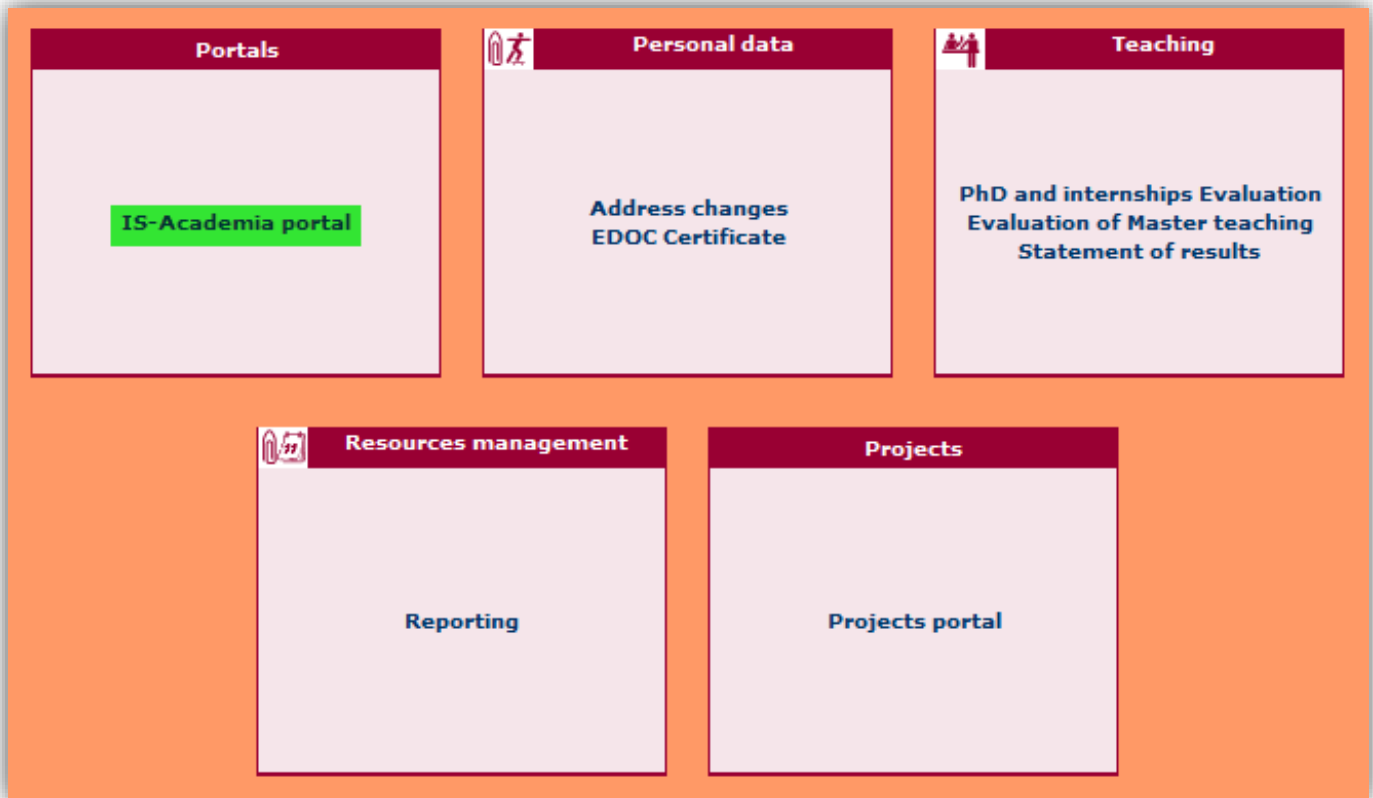 Portals
IS-Academia portal
Personal data
Address changes
EDOC Certificate
Teaching
PhD and internships Evaluation
Evaluation of Master teaching
Statement of results
Resources management
Reporting
Projects
Projects portal